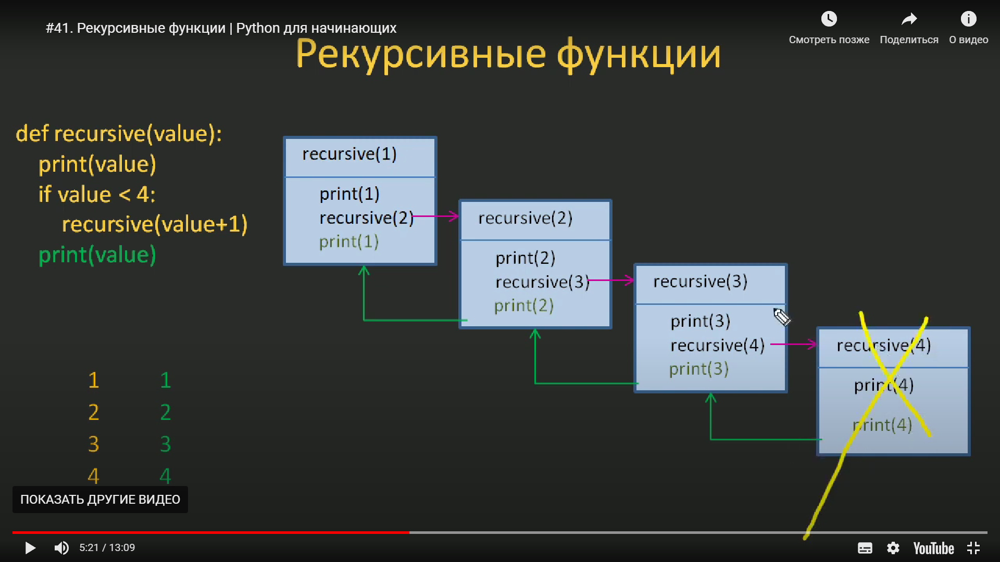 #41. Рекурсивные функции | Python для начинающих
Смотреть позже
Поделиться
О видео
Рекурсивные функции
def recursive(value):
print(value)
if value < 4:
recursive(value+1)
print(value)
recursive(1)
print(1)
recursive(2)
print(1)
recursive(2)
print(2)
recursive(3)
print(2)
recursive(3)
print(3)
recursive(4)
print(3)
recursive(4)
print(4)
print(4)
1 1
2 2
3 3
4 4
ПОКАЗАТЬ ДРУГИЕ ВИДЕО
5:21 / 13:09
YouTube